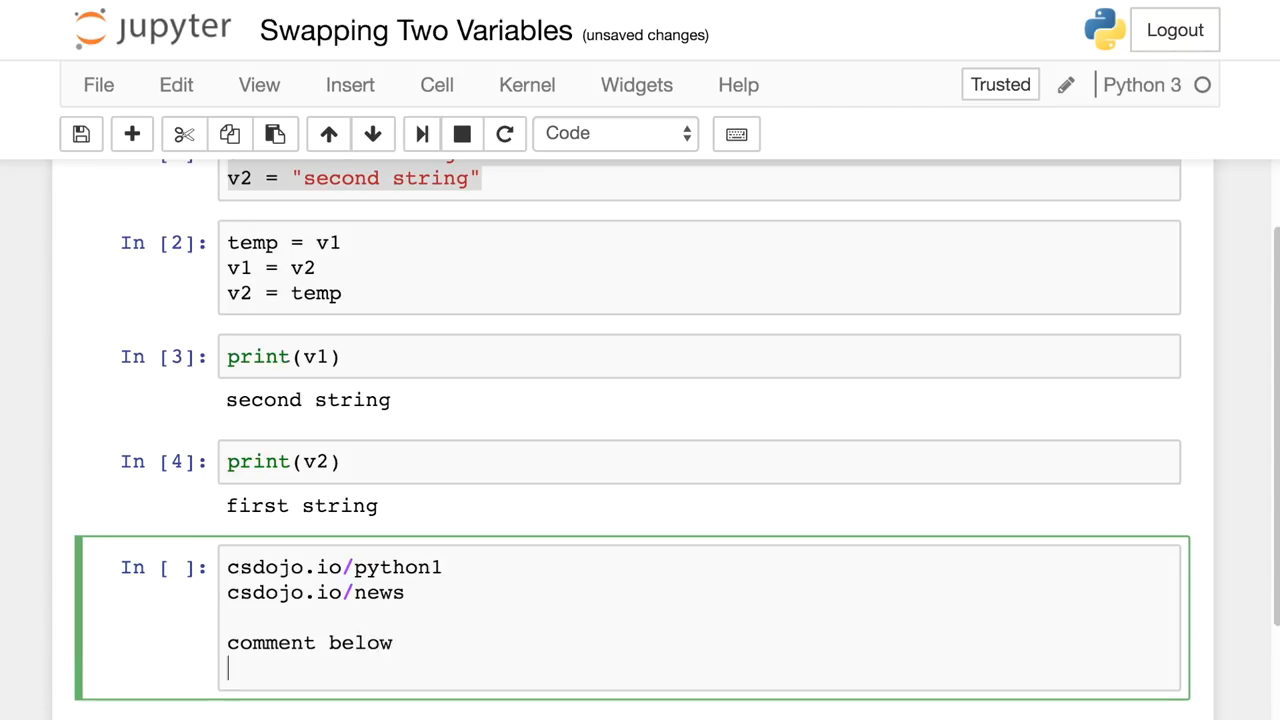 jupyter Swapping Two Variables (unsaved changes) Logout
File Edit View Insert Cell Kernel Widgets Help Trusted Python 3
Code
v2 = "second string"
In [2]: temp = v1
v1 = v2
v2 = temp
In [3]: print(v1)
second string
In [4]: print(v2)
first string
In [ ]: csdojo.io/python1
csdojo.io/news
comment below